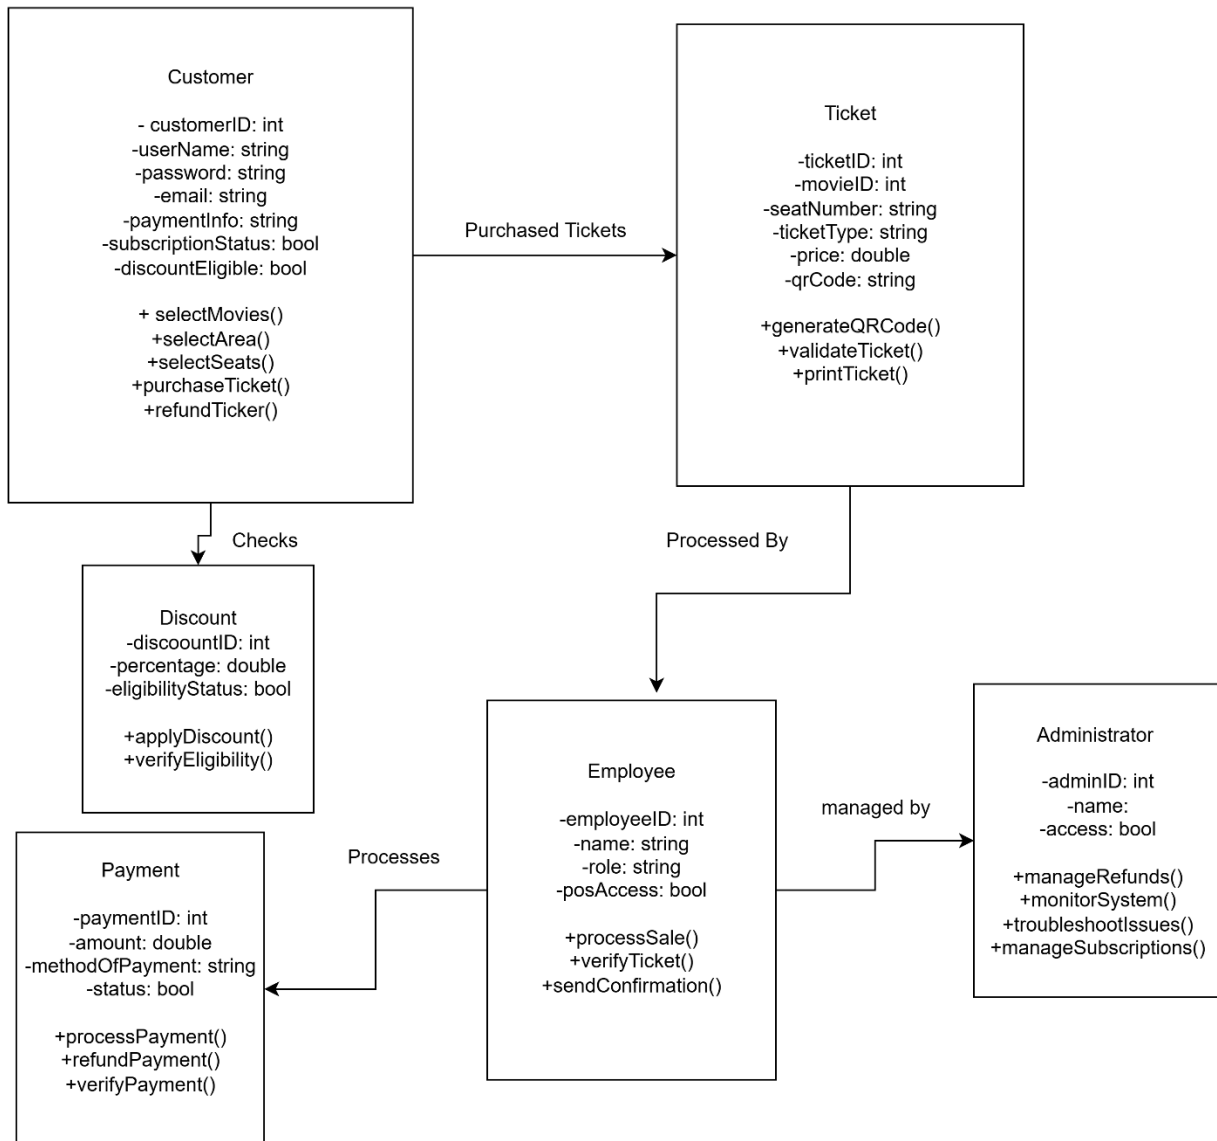 Customer
- customerID: int
-userName: string
-password: string
-email: string
-paymentInfo: string
-subscriptionStatus: bool
-discountEligible: bool
+ selectMovies()
+selectArea()
+selectSeats()
+purchaseTicket()
+refundTicker()
Purchased Tickets
Ticket
-ticketID: int
-movieID: int
-seatNumber: string
-ticketType: string
-price: double
-qrCode: string
+generateQRCode()
+validateTicket()
+printTicket()
Checks
Processed By
Discount
-discoountID: int
-percentage: double
-eligibilityStatus: bool
+applyDiscount()
+verifyEligibility()
Employee
-employeeID: int
-name: string
-role: string
-posAccess: bool
+processSale()
+verifyTicket()
+sendConfirmation()
managed by
Administrator
-adminID: int
-name:
-access: bool
+manageRefunds()
+monitorSystem()
+troubleshootIssues()
+manageSubscriptions()
Processes
Payment
-paymentID: int
-amount: double
-methodOfPayment: string
-status: bool
+processPayment()
+refundPayment()
+verifyPayment()